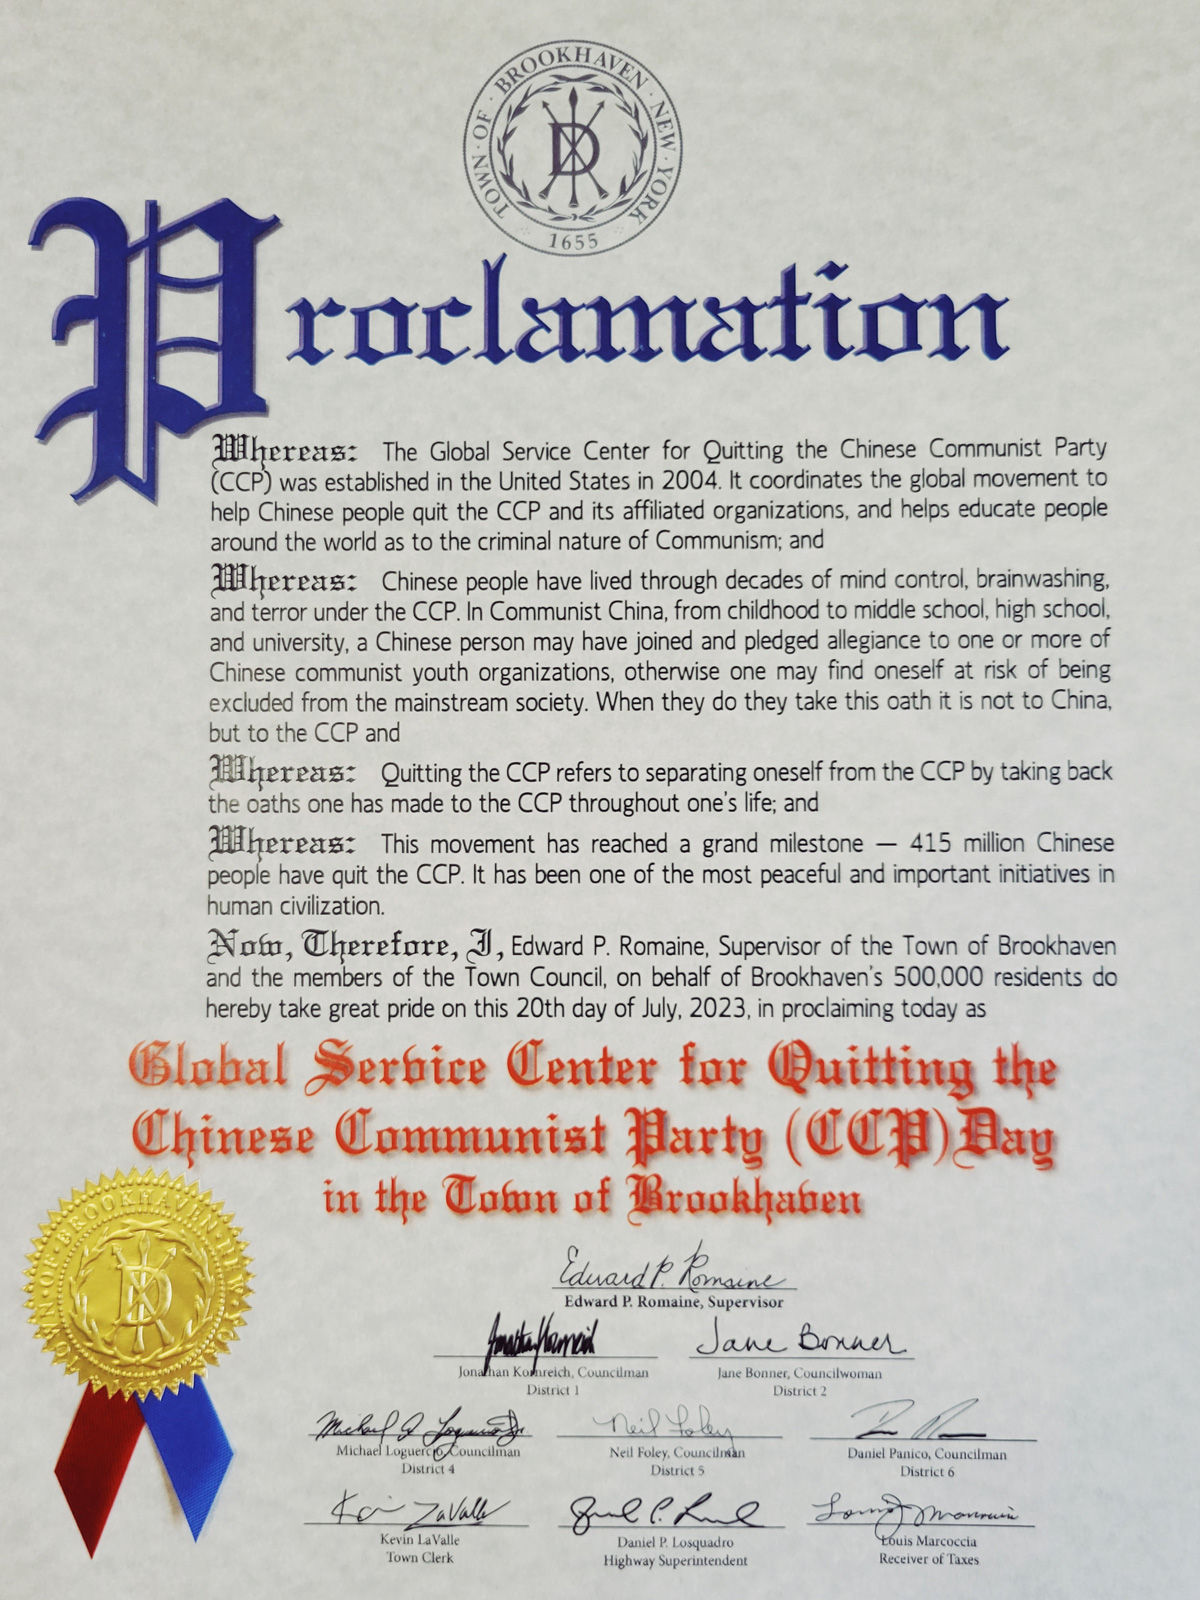 TOWN · OF · BROOKHAVEN · NEW · YORK
1655
Proclamation
Whereas: The Global Service Center for Quitting the Chinese Communist Party
(CCP) was established in the United States in 2004. It coordinates the global movement to
help Chinese people quit the CCP and its affiliated organizations, and helps educate people
around the world as to the criminal nature of Communism; and
Whereas: Chinese people have lived through decades of mind control, brainwashing,
and terror under the CCP. In Communist China, from childhood to middle school, high school,
and university, a Chinese person may have joined and pledged allegiance to one or more of
Chinese communist youth organizations, otherwise one may find oneself at risk of being
excluded from the mainstream society. When they do they take this oath it is not to China,
but to the CCP and
Whereas: Quitting the CCP refers to separating oneself from the CCP by taking back
the oaths one has made to the CCP throughout one's life; and
Whereas: This movement has reached a grand milestone — 415 million Chinese
people have quit the CCP. It has been one of the most peaceful and important initiatives in
human civilization.
Now, Therefore, I, Edward P. Romaine, Supervisor of the Town of Brookhaven
and the members of the Town Council, on behalf of Brookhaven's 500,000 residents do
hereby take great pride on this 20th day of July, 2023, in proclaiming today as
Global Service Center for Quitting the
Chinese Communist Party (CCP) Day
in the Town of Brookhaven
TOWN · OF · BROOKHAVEN · NEW ·
Edward P. Romaine
Edward P. Romaine, Supervisor
Jonathan Kornreich Jane Bonner
Jonathan Kornreich, Councilman Jane Bonner, Councilwoman
District 1 District 2
Michael J. Loguercio Jr. Neil Foley
Michael Loguercio, Councilman Neil Foley, Councilman Daniel Panico, Councilman
District 4 District 5 District 6
Kevin LaValle
Kevin LaValle Daniel P. Losquadro Louis Marcoccia
Town Clerk Highway Superintendent Receiver of Taxes